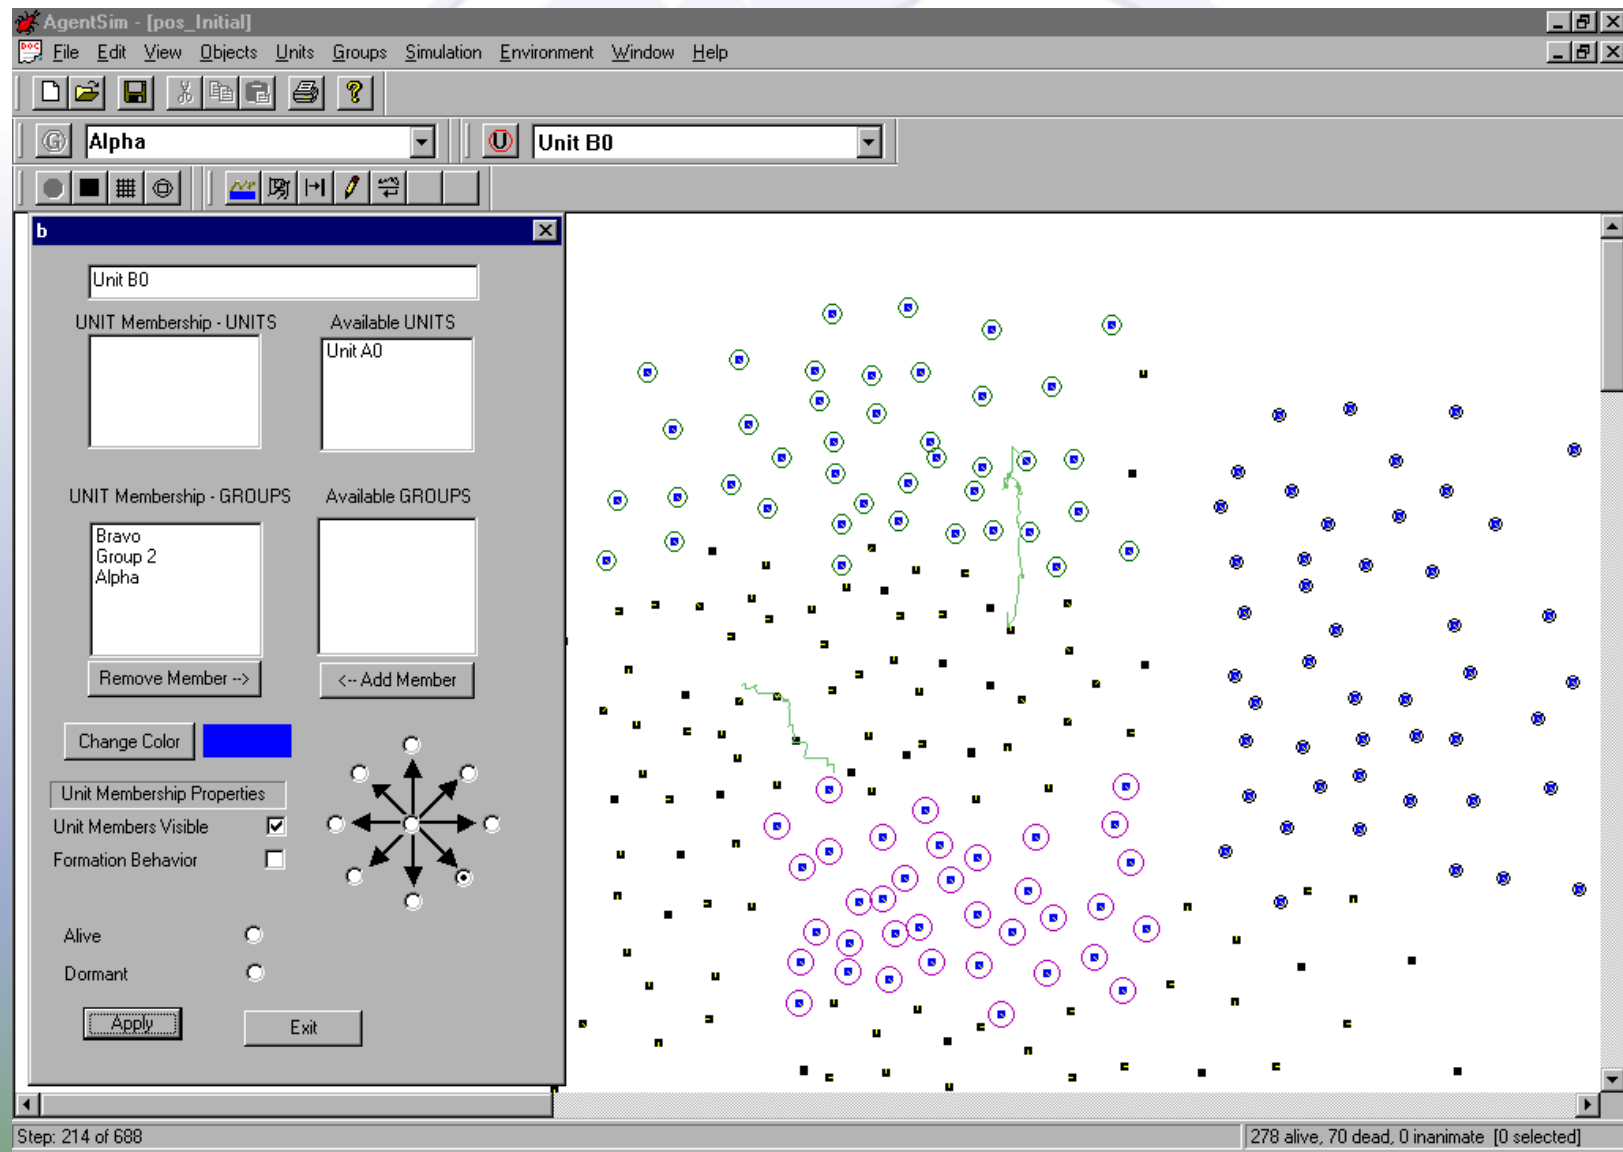 AgentSim - [pos_Initial]
File Edit View Objects Units Groups Simulation Environment Window Help
G Alpha U Unit B0
b
Unit B0
UNIT Membership - UNITS Available UNITS
Unit A0
UNIT Membership - GROUPS Available GROUPS
Bravo
Group 2
Alpha
Remove Member --> <-- Add Member
Change Color
Unit Membership Properties
Unit Members Visible
Formation Behavior
Alive
Dormant
Apply Exit
Step: 214 of 688 278 alive, 70 dead, 0 inanimate [0 selected]